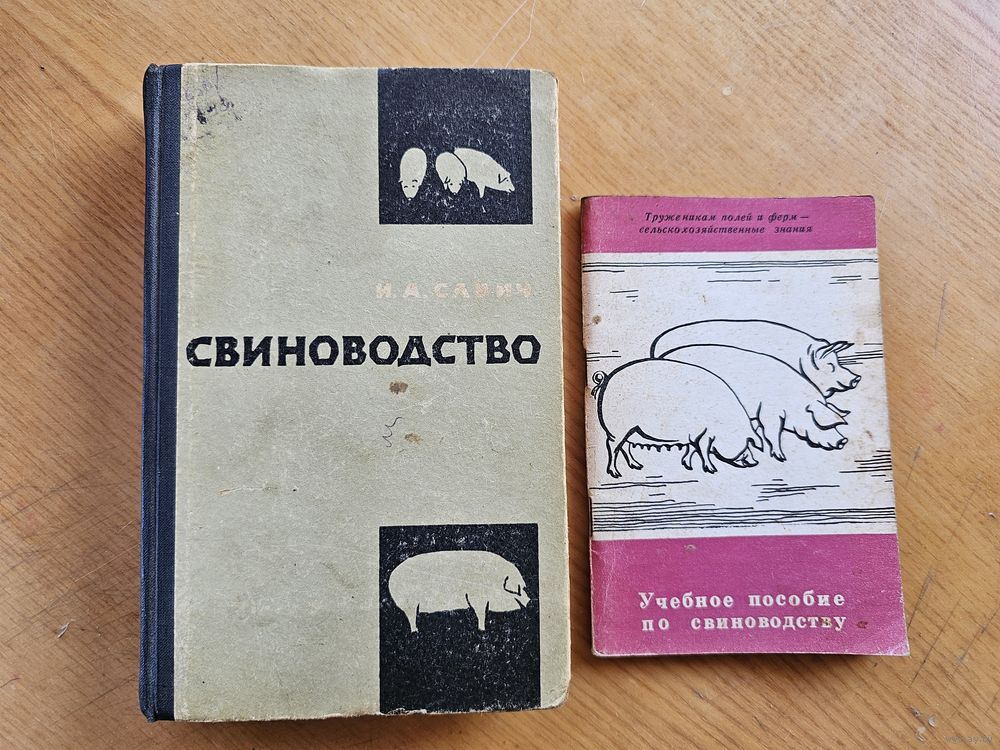 И. А. САВИЧ
СВИНОВОДСТВО
Труженикам полей и ферм —
сельскохозяйственные знания
Учебное пособие
по свиноводству